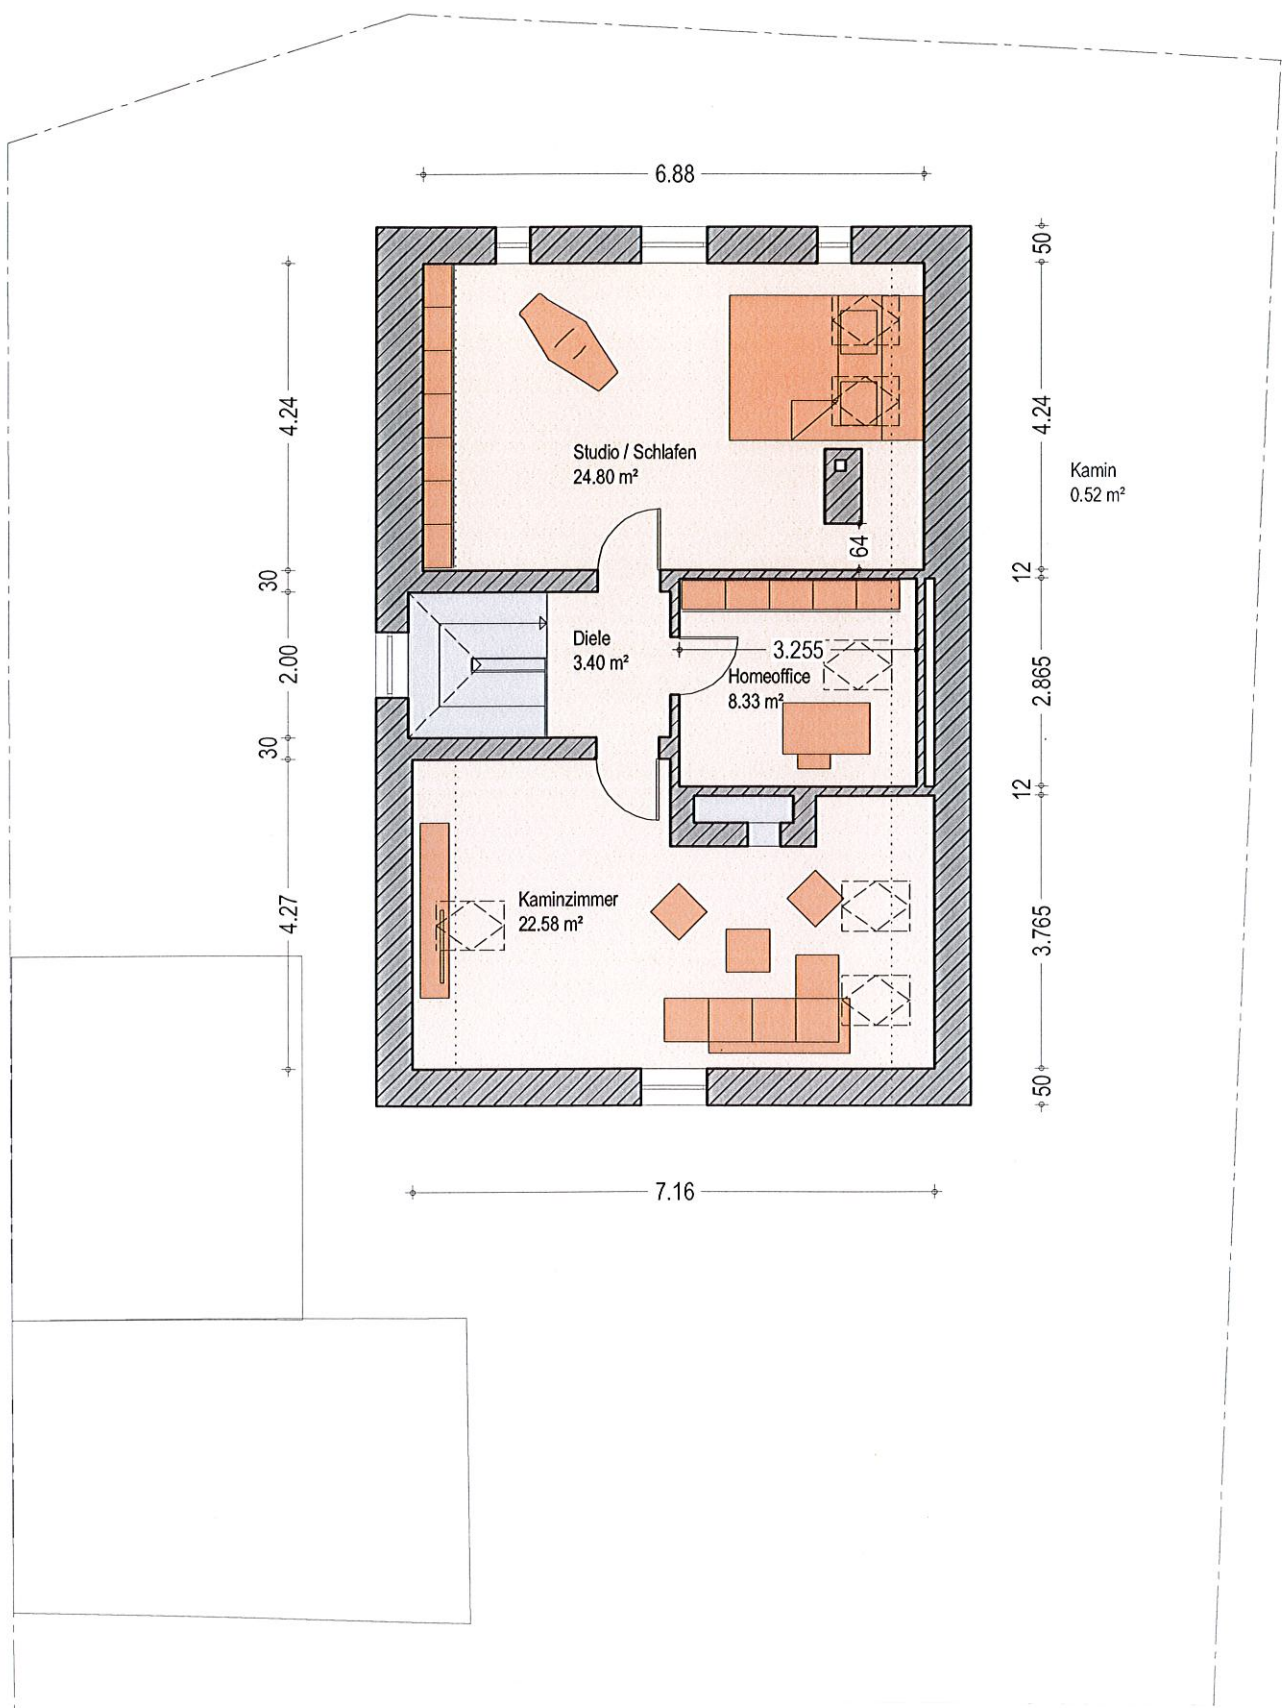 6.88
50
4.24
4.24
Studio / Schlafen
24.80 m²
Kamin
0.52 m²
64
30
12
Diele
3.40 m²
3.255
Homeoffice
8.33 m²
2.00
2.865
30
12
Kaminzimmer
22.58 m²
4.27
3.765
50
7.16